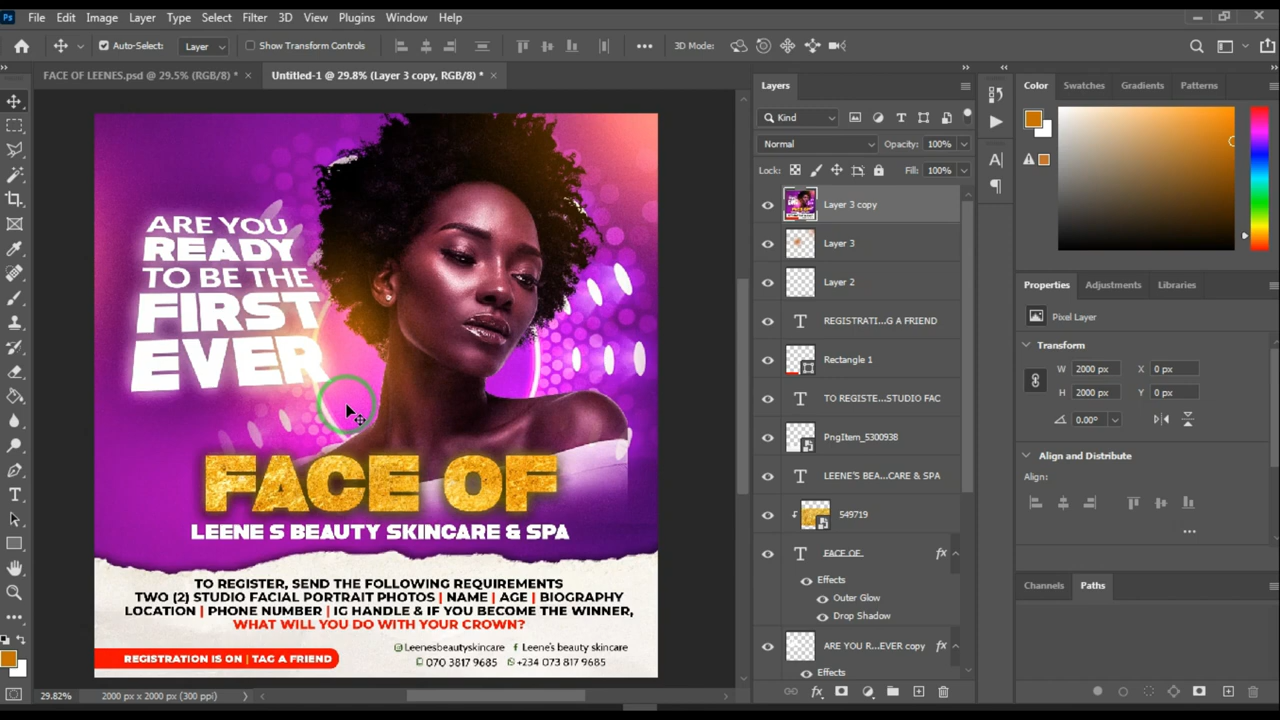 Ps File Edit Image Layer Type Select Filter 3D View Plugins Window Help
Auto-Select: Layer Show Transform Controls 3D Mode:
FACE OF LEENES.psd @ 29.5% (RGB/8) * × Untitled-1 @ 29.8% (Layer 3 copy, RGB/8) * ×
ARE YOU
READY
TO BE THE
FIRST
EVER
FACE OF
LEENE S BEAUTY SKINCARE & SPA
TO REGISTER, SEND THE FOLLOWING REQUIREMENTS
TWO (2) STUDIO FACIAL PORTRAIT PHOTOS | NAME | AGE | BIOGRAPHY
LOCATION | PHONE NUMBER | IG HANDLE & IF YOU BECOME THE WINNER,
WHAT WILL YOU DO WITH YOUR CROWN?
Leenesbeautyskincare f Leene's beauty skincare
REGISTRATION IS ON | TAG A FRIEND
070 3817 9685 +234 073 817 9685
29.82% 2000 px x 2000 px (300 ppi)
Layers
Kind
Normal Opacity: 100%
Lock: Fill: 100%
Layer 3 copy
Layer 3
Layer 2
T REGISTRATI...G A FRIEND
Rectangle 1
T TO REGISTE...STUDIO FAC
PngItem_5300938
T LEENE'S BEA...CARE & SPA
549719
T FACE OF fx
Effects
Outer Glow
Drop Shadow
ARE YOU R...EVER copy fx
Effects
fx
Color Swatches Gradients Patterns
Properties Adjustments Libraries
Pixel Layer
Transform
W 2000 px X 0 px
H 2000 px Y 0 px
0.00°
Align and Distribute
Align:
Channels Paths